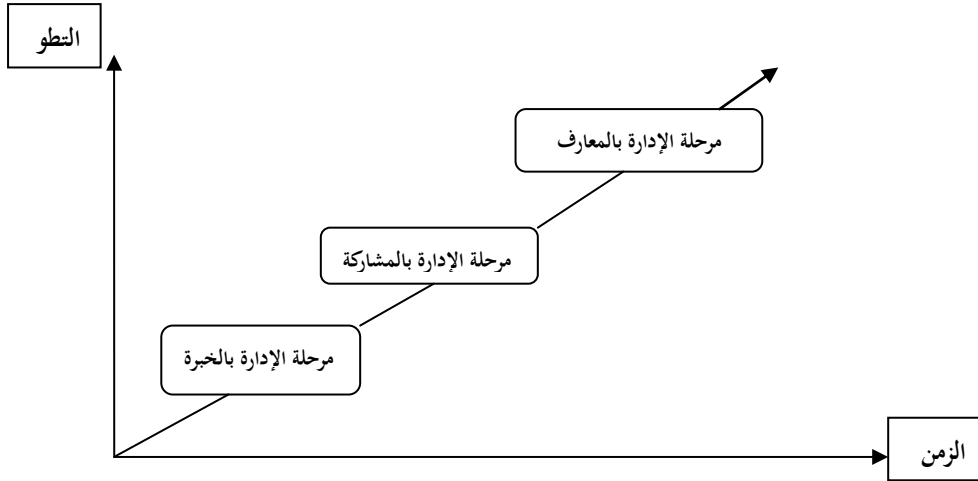 التطو
مرحلة الإدارة بالمعارف
مرحلة الإدارة بالمشاركة
مرحلة الإدارة بالخبرة
الزمن